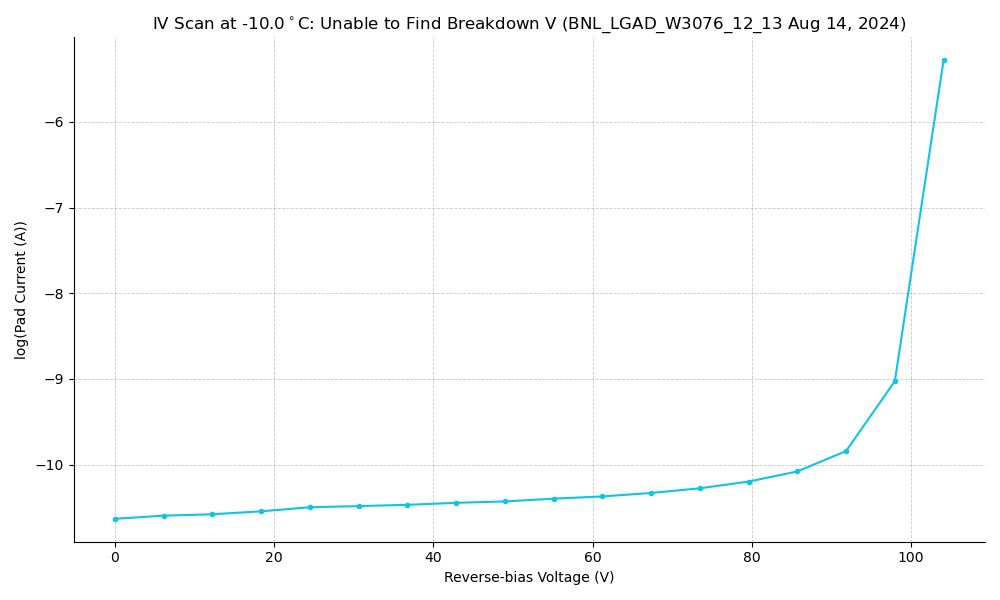 IV Scan at -10.0°C: Unable to Find Breakdown V (BNL_LGAD_W3076_12_13 Aug 14, 2024)
log(Pad Current (A))
−6
−7
−8
−9
−10
0 20 40 60 80 100
Reverse-bias Voltage (V)